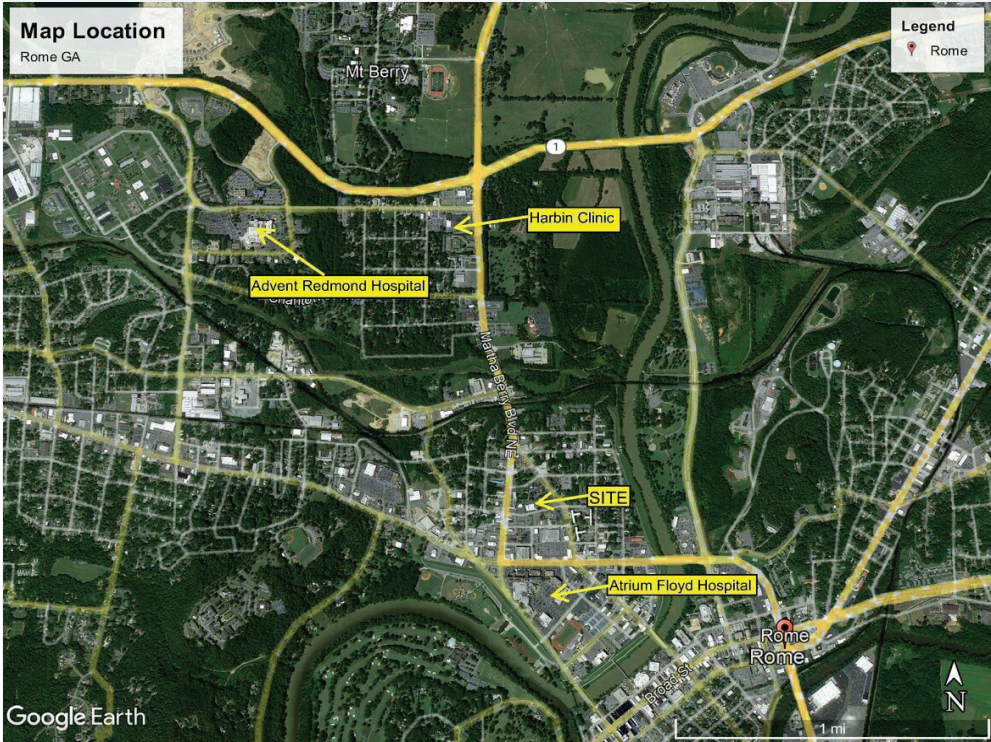 Map Location
Rome GA
Legend
Rome
Mt Berry
1
Harbin Clinic
Advent Redmond Hospital
Martha Berry Blvd NE
SITE
Atrium Floyd Hospital
Rome
Rome
Broad St
N
Google Earth
1 mi